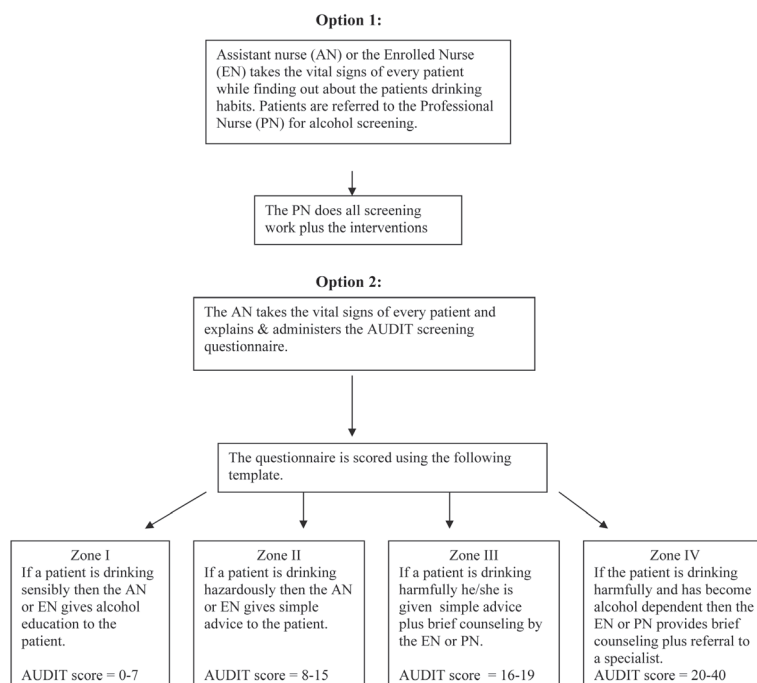 Option 1:
Assistant nurse (AN) or the Enrolled Nurse
(EN) takes the vital signs of every patient
while finding out about the patients drinking
habits. Patients are referred to the Professional
Nurse (PN) for alcohol screening.
The PN does all screening
work plus the interventions
Option 2:
The AN takes the vital signs of every patient and
explains & administers the AUDIT screening
questionnaire.
The questionnaire is scored using the following
template.
Zone I
If a patient is drinking
sensibly then the AN
or EN gives alcohol
education to the
patient.
AUDIT score = 0-7
Zone II
If a patient is drinking
hazardously then the AN
or EN gives simple
advice to the patient.
AUDIT score = 8-15
Zone III
If a patient is drinking
harmfully he/she is
given simple advice
plus brief counseling by
the EN or PN.
AUDIT score = 16-19
Zone IV
If the patient is drinking
harmfully and has become
alcohol dependent then the
EN or PN provides brief
counseling plus referral to
a specialist.
AUDIT score = 20-40